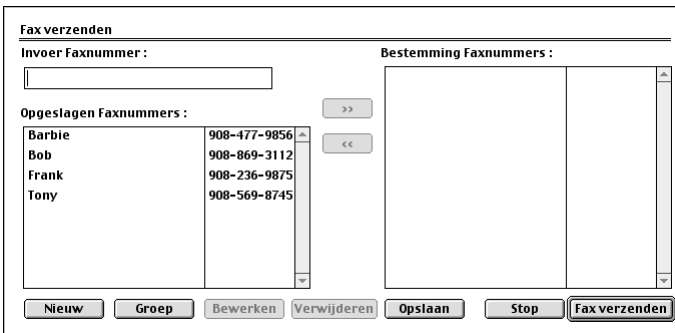 Fax verzenden
Invoer Faxnummer :
Bestemming Faxnummers :
>>
Opgeslagen Faxnummers :
<<
Barbie 908-477-9856
Bob 908-869-3112
Frank 908-236-9875
Tony 908-569-8745
Nieuw Groep Bewerken Verwijderen Opslaan Stop Fax verzenden